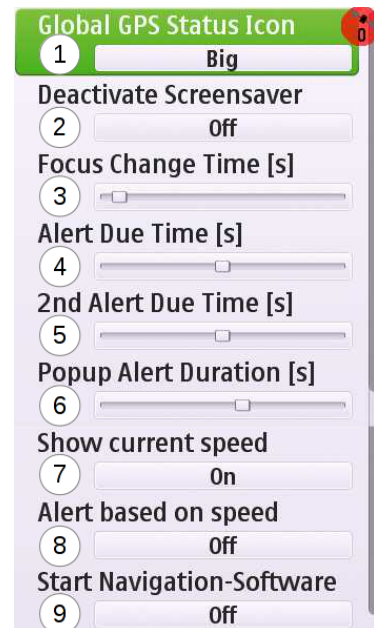 Global GPS Status Icon
0
1 Big
Deactivate Screensaver
2 Off
Focus Change Time [s]
3
Alert Due Time [s]
4
2nd Alert Due Time [s]
5
Popup Alert Duration [s]
6
Show current speed
7 On
Alert based on speed
8 Off
Start Navigation-Software
9 Off